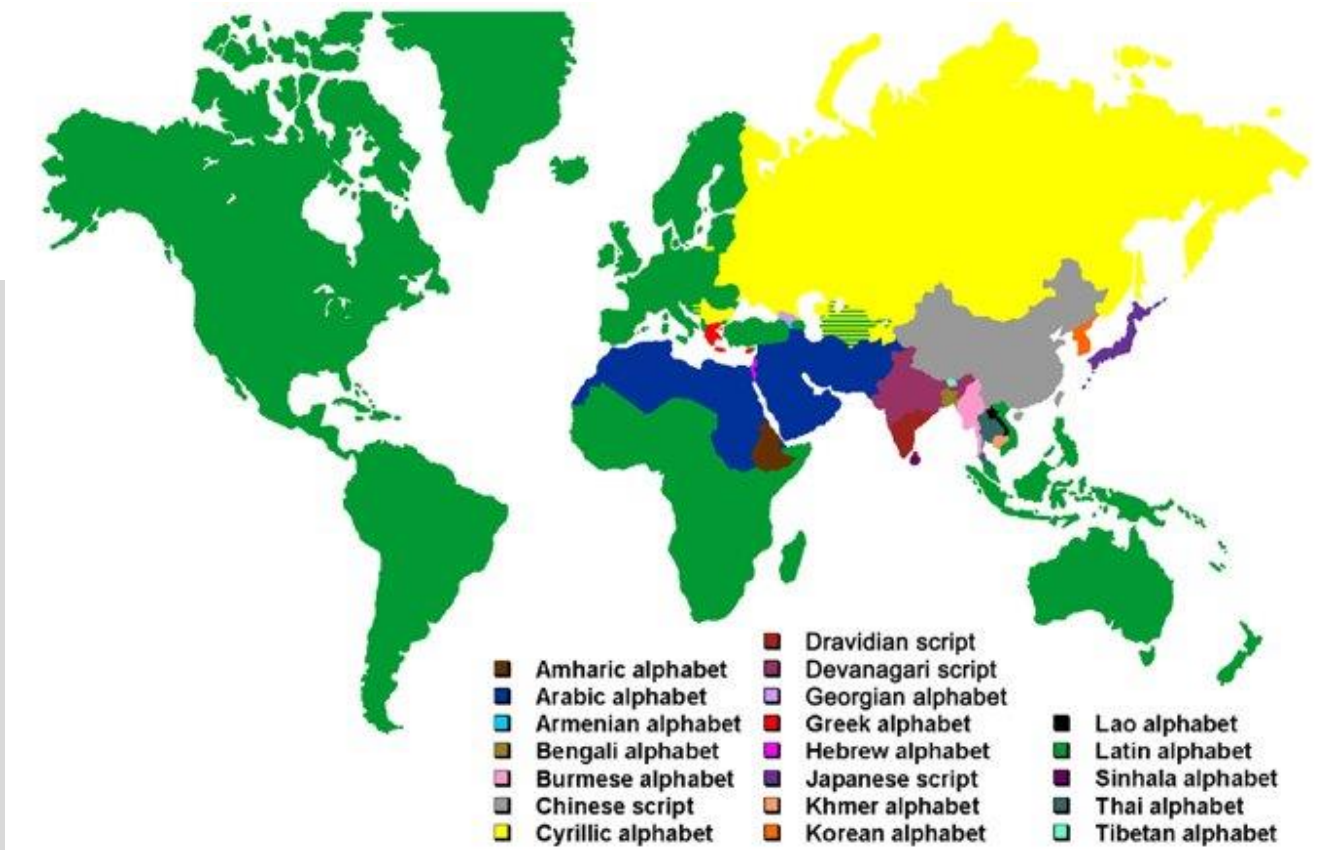 Amharic alphabet
Arabic alphabet
Armenian alphabet
Bengali alphabet
Burmese alphabet
Chinese script
Cyrillic alphabet
Dravidian script
Devanagari script
Georgian alphabet
Greek alphabet
Hebrew alphabet
Japanese script
Khmer alphabet
Korean alphabet
Lao alphabet
Latin alphabet
Sinhala alphabet
Thai alphabet
Tibetan alphabet